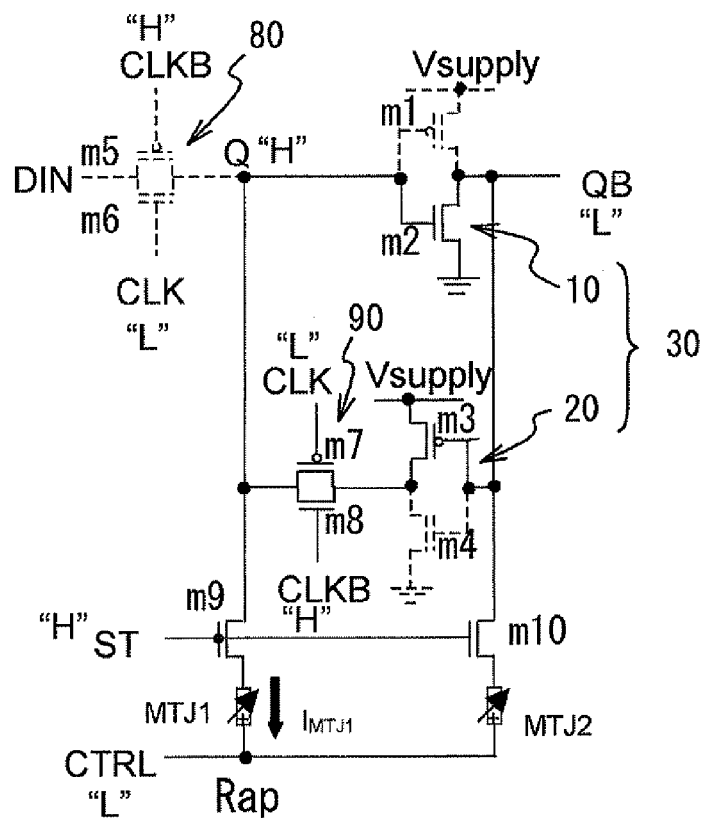 “H” 80
CLKB Vsupply
m1
m5 Q “H”
DIN QB
m6 m2 “L”
CLK 10
“L” 90 30
“L”
CLK Vsupply 20
m7 m3
m8 m4
CLKB
m9 “H”
“H” ST m10
MTJ1 IMTJ1 MTJ2
CTRL
“L” Rap